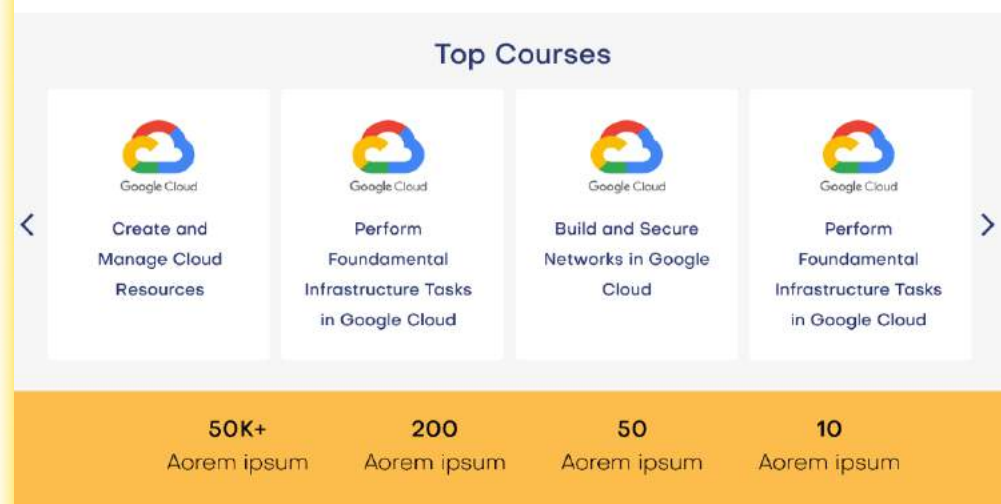 Top Courses
Google Cloud
Create and
Manage Cloud
Resources
Google Cloud
Perform
Foundamental
Infrastructure Tasks
in Google Cloud
Google Cloud
Build and Secure
Networks in Google
Cloud
Google Cloud
Perform
Foundamental
Infrastructure Tasks
in Google Cloud
50K+
Aorem ipsum
200
Aorem ipsum
50
Aorem ipsum
10
Aorem ipsum